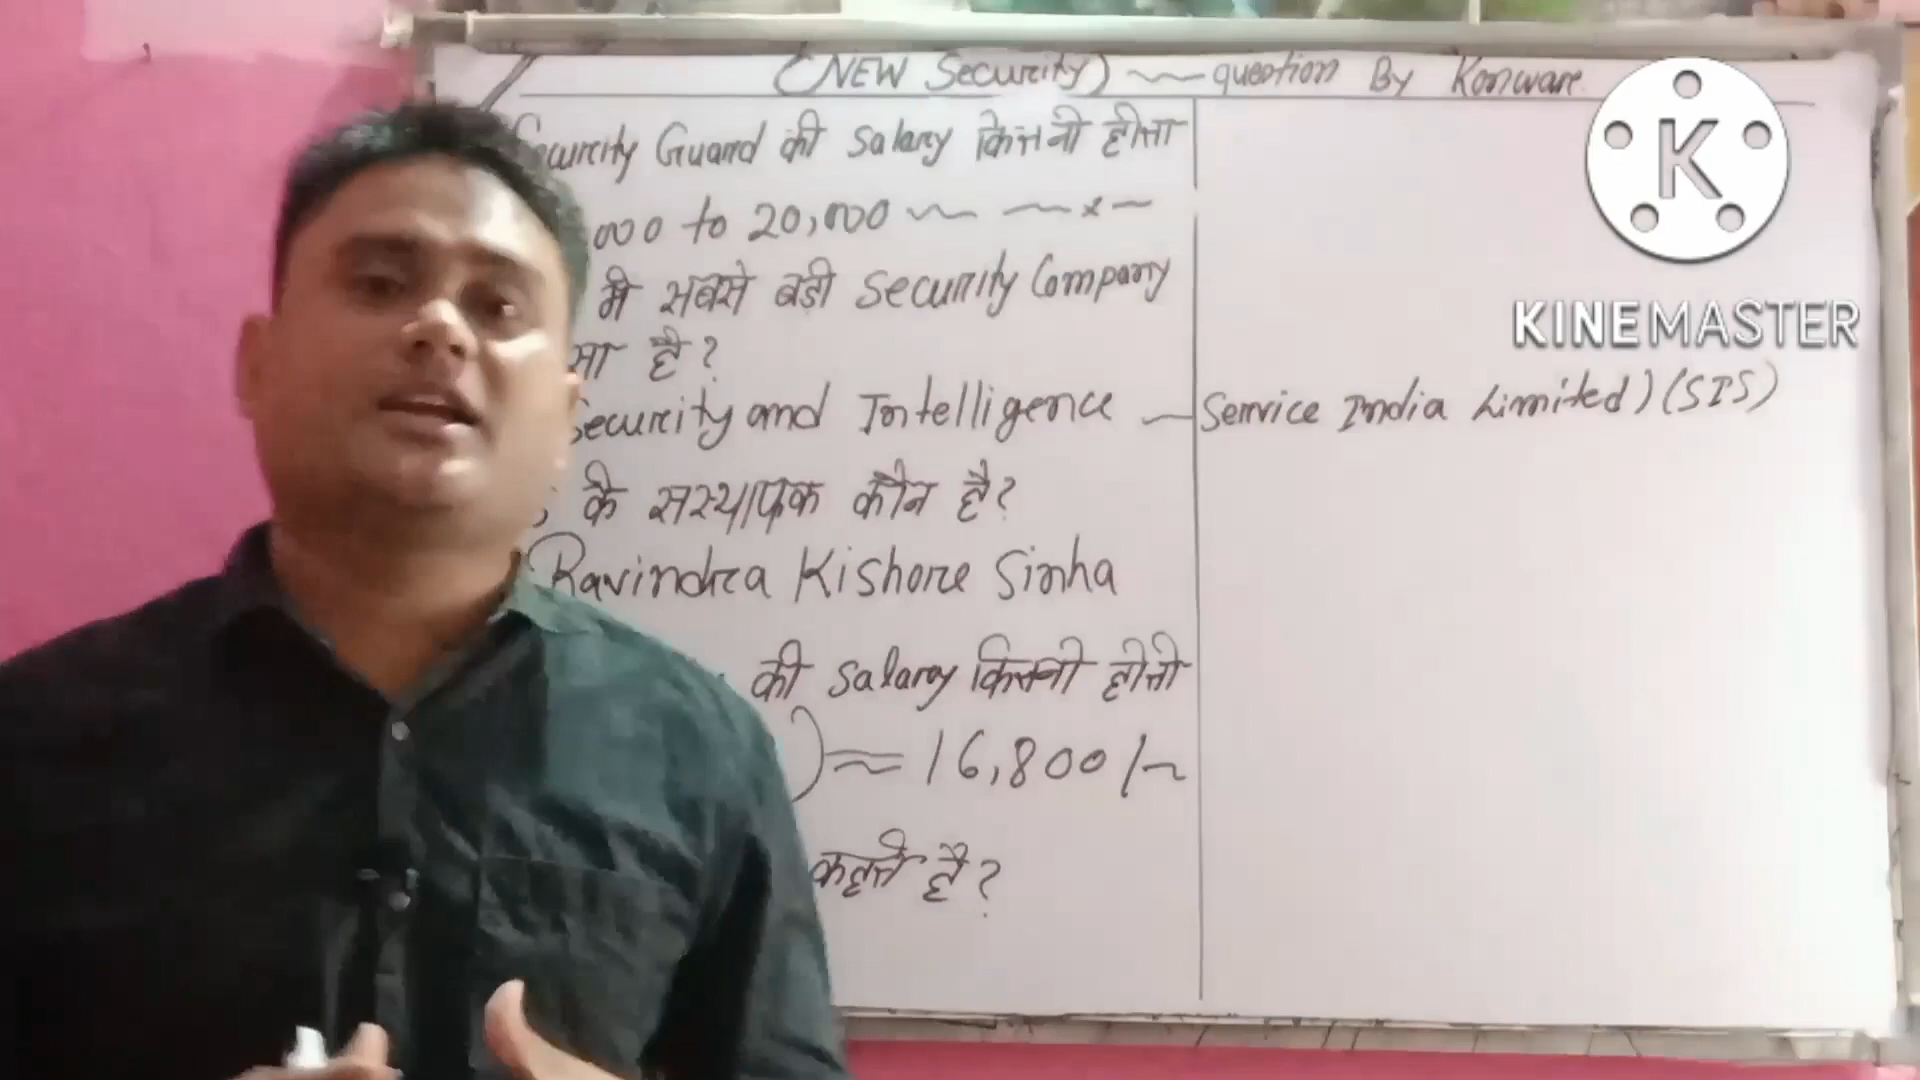 (NEW Security) question By Konware
Security Guard की Salary कितनी होता
000 to 20,000
में सबसे बड़ी Security Company
सा है?
Security and Intelligence — Service India Limited) (SIS)
के सस्थापक कौन है?
Ravindra Kishore Sinha
की Salary कितनी होती
) = 16,800/-
कहते है?
K
KINEMASTER